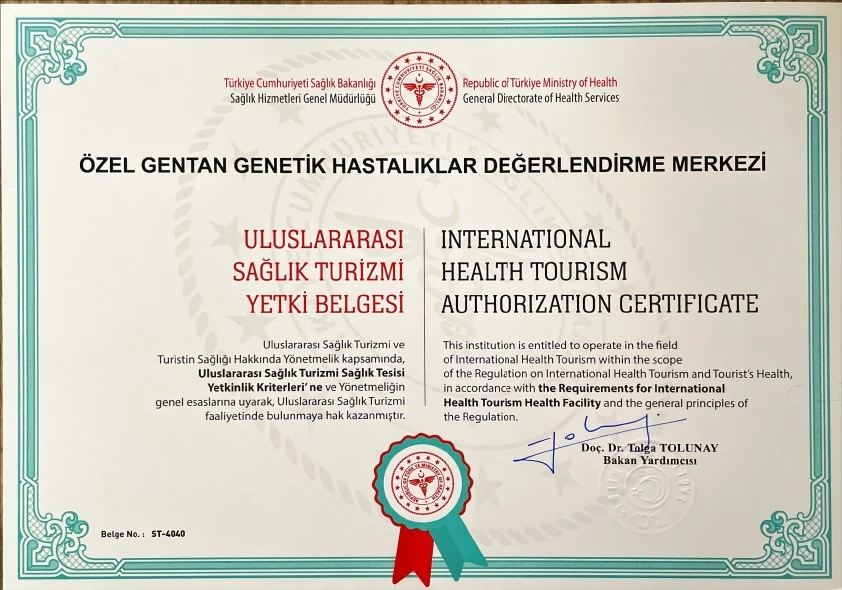 Türkiye Cumhuriyeti Sağlık Bakanlığı
Sağlık Hizmetleri Genel Müdürlüğü
Republic of Türkiye Ministry of Health
General Directorate of Health Services
ÖZEL GENTAN GENETİK HASTALIKLAR DEĞERLENDİRME MERKEZİ
ULUSLARARASI
SAĞLIK TURİZMİ
YETKİ BELGESİ
INTERNATIONAL
HEALTH TOURISM
AUTHORIZATION CERTIFICATE
Uluslararası Sağlık Turizmi ve
Turistin Sağlığı Hakkında Yönetmelik kapsamında,
Uluslararası Sağlık Turizmi Sağlık Tesisi
Yetkinlik Kriterleri' ne ve Yönetmeliğin
genel esaslarına uyarak, Uluslararası Sağlık Turizmi
faaliyetinde bulunmaya hak kazanmıştır.
This institution is entitled to operate in the field
of International Health Tourism within the scope
of the Regulation on International Health Tourism and Tourist's Health,
in accordance with the Requirements for International
Health Tourism Health Facility and the general principles of
the Regulation.
Doç. Dr. Tolga TOLUNAY
Bakan Yardımcısı
Belge No. : ST-4040